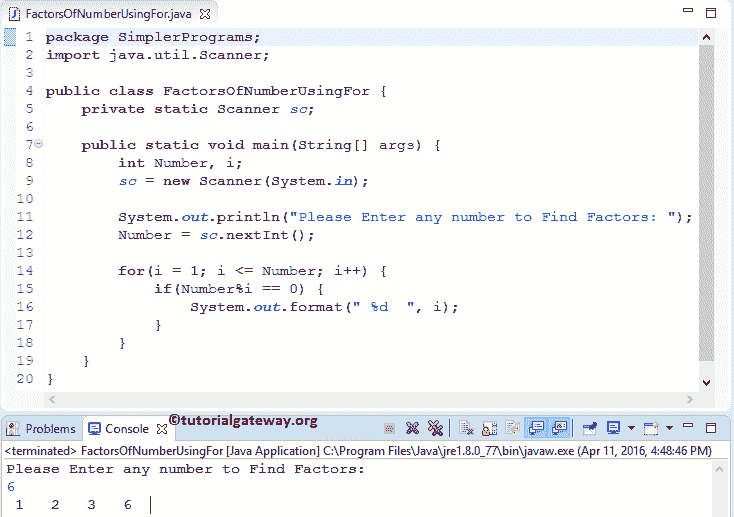 FactorsOfNumberUsingFor.java
1 package SimplerPrograms;
2 import java.util.Scanner;
3
4 public class FactorsOfNumberUsingFor {
5     private static Scanner sc;
6
7     public static void main(String[] args) {
8         int Number, i;
9         sc = new Scanner(System.in);
10
11         System.out.println("Please Enter any number to Find Factors: ");
12         Number = sc.nextInt();
13
14         for(i = 1; i <= Number; i++) {
15             if(Number%i == 0) {
16                 System.out.format(" %d  ", i);
17             }
18         }
19     }
20 }
Problems Console ©tutorialgateway.org
<terminated> FactorsOfNumberUsingFor [Java Application] C:\Program Files\Java\jre1.8.0_77\bin\javaw.exe (Apr 11, 2016, 4:48:46 PM)
Please Enter any number to Find Factors:
6
 1   2   3   6